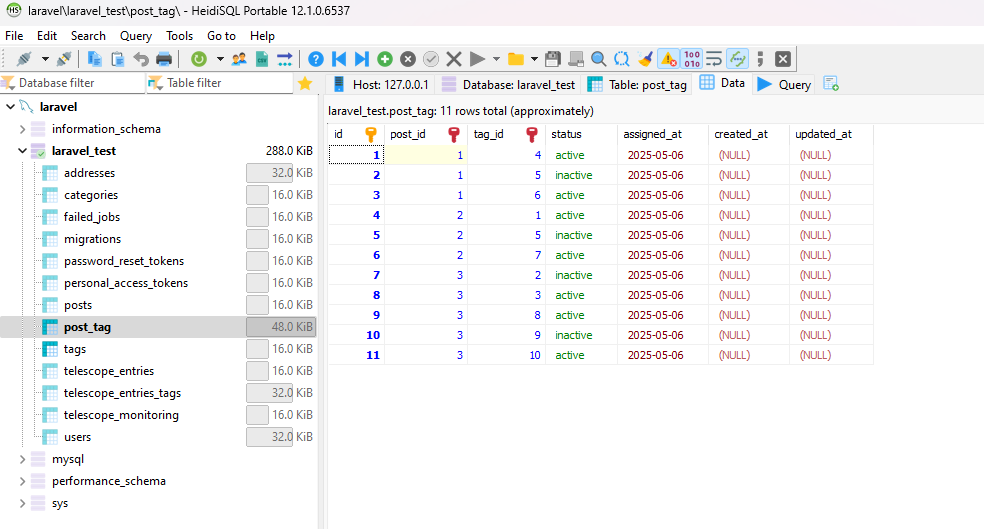 laravel\laravel_test\post_tag\ - HeidiSQL Portable 12.1.0.6537
File Edit Search Query Tools Go to Help
Database filter Table filter Host: 127.0.0.1 Database: laravel_test Table: post_tag Data Query
laravel
information_schema
laravel_test 288.0 KiB
addresses 32.0 KiB
categories 16.0 KiB
failed_jobs 16.0 KiB
migrations 16.0 KiB
password_reset_tokens 16.0 KiB
personal_access_tokens 16.0 KiB
posts 16.0 KiB
post_tag 48.0 KiB
tags 16.0 KiB
telescope_entries 16.0 KiB
telescope_entries_tags 32.0 KiB
telescope_monitoring 16.0 KiB
users 32.0 KiB
mysql
performance_schema
sys
laravel_test.post_tag: 11 rows total (approximately)
id post_id tag_id status assigned_at created_at updated_at
1 1 4 active 2025-05-06 (NULL) (NULL)
2 1 5 inactive 2025-05-06 (NULL) (NULL)
3 1 6 active 2025-05-06 (NULL) (NULL)
4 2 1 active 2025-05-06 (NULL) (NULL)
5 2 5 inactive 2025-05-06 (NULL) (NULL)
6 2 7 active 2025-05-06 (NULL) (NULL)
7 3 2 inactive 2025-05-06 (NULL) (NULL)
8 3 3 active 2025-05-06 (NULL) (NULL)
9 3 8 active 2025-05-06 (NULL) (NULL)
10 3 9 inactive 2025-05-06 (NULL) (NULL)
11 3 10 active 2025-05-06 (NULL) (NULL)